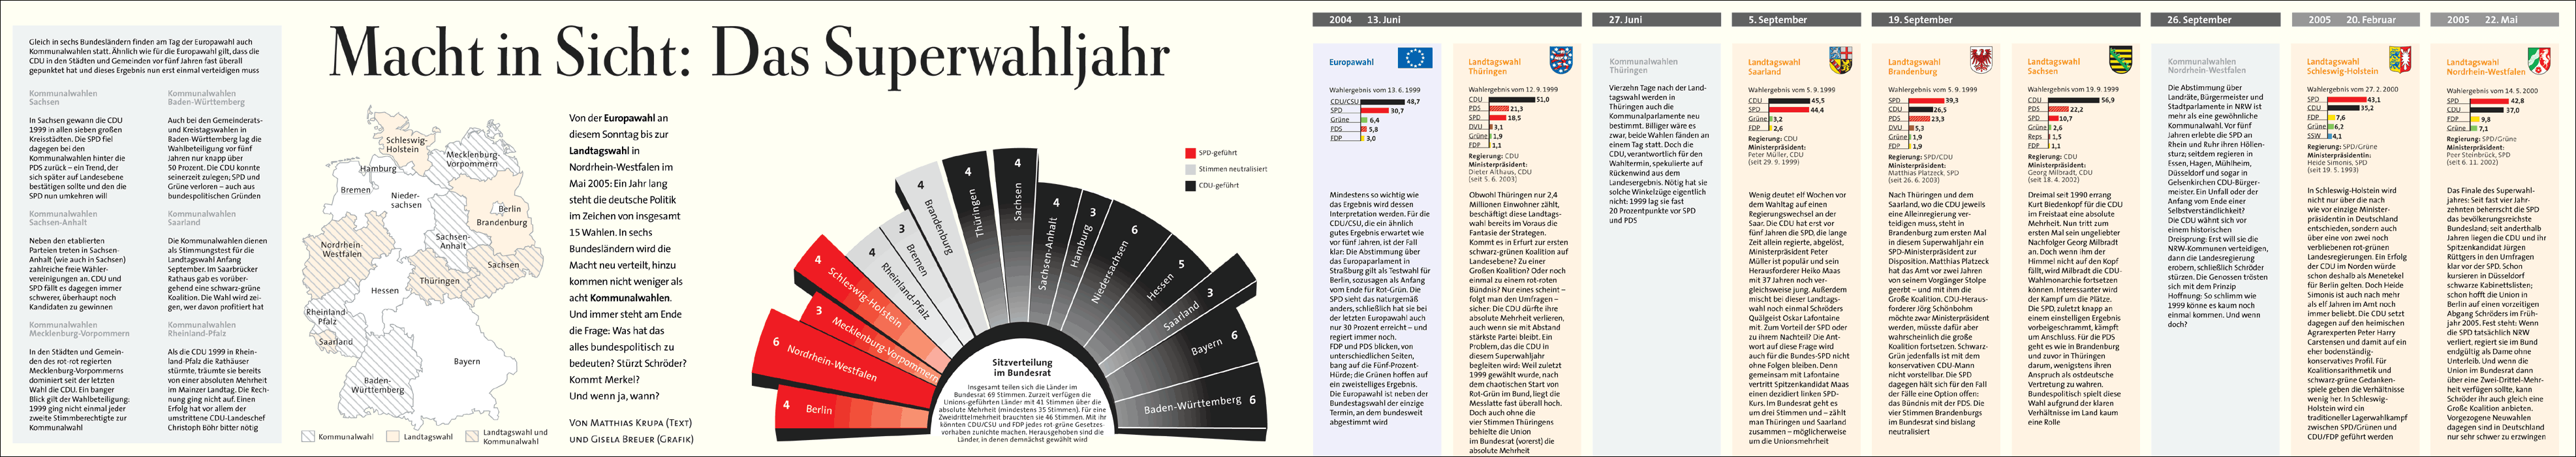 Gleich in sechs Bundesländern finden am Tag der Europawahl auch
Kommunalwahlen statt. Ähnlich wie für die Europawahl gilt, dass die
CDU in den Städten und Gemeinden vor fünf Jahren fast überall
gepunktet hat und dieses Ergebnis nun erst einmal verteidigen muss
Kommunalwahlen
Sachsen
In Sachsen gewann die CDU
1999 in allen sieben großen
Kreisstädten. Die SPD fiel
dagegen bei den
Kommunalwahlen hinter die
PDS zurück – ein Trend, der
sich später auf Landesebene
bestätigen sollte und den die
SPD nun umkehren will
Kommunalwahlen
Sachsen-Anhalt
Neben den etablierten
Parteien treten in Sachsen-
Anhalt (wie auch in Sachsen)
zahlreiche freie Wähler-
vereinigungen an. CDU und
SPD fällt es dagegen immer
schwerer, überhaupt noch
Kandidaten zu gewinnen
Kommunalwahlen
Mecklenburg-Vorpommern
In den Städten und Gemein-
den des rot-rot regierten
Mecklenburg-Vorpommerns
dominiert seit der letzten
Wahl die CDU. Ein banger
Blick gilt der Wahlbeteiligung:
1999 ging nicht einmal jeder
zweite Stimmberechtigte zur
Kommunalwahl
Kommunalwahlen
Baden-Württemberg
Auch bei den Gemeinderats-
und Kreistagswahlen in
Baden-Württemberg lag die
Wahlbeteiligung vor fünf
Jahren nur knapp über
50 Prozent. Die CDU konnte
seinerzeit zulegen; SPD und
Grüne verloren – auch aus
bundespolitischen Gründen
Kommunalwahlen
Saarland
Die Kommunalwahlen dienen
als Stimmungstest für die
Landtagswahl Anfang
September. Im Saarbrücker
Rathaus gab es vorüber-
gehend eine schwarz-grüne
Koalition. Die Wahl wird zei-
gen, wer davon profitiert hat
Kommunalwahlen
Rheinland-Pfalz
Als die CDU 1999 in Rhein-
land-Pfalz die Rathäuser
stürmte, träumte sie bereits
von einer absoluten Mehrheit
im Mainzer Landtag. Die Rech-
nung ging nicht auf. Einen
Erfolg hat vor allem der
umstrittene CDU-Landeschef
Christoph Böhr bitter nötig
Macht in Sicht: Das Superwahljahr
Schleswig-
Holstein
Mecklenburg-
Vorpommern
Hamburg
Bremen
Nieder-
sachsen
Berlin
Brandenburg
Sachsen-
Anhalt
Nordrhein-
Westfalen
Sachsen
Thüringen
Hessen
Rheinland-
Pfalz
Saarland
Bayern
Baden-
Württemberg
Kommunalwahl
Landtagswahl
Landtagswahl und
Kommunalwahl
Von der Europawahl an
diesem Sonntag bis zur
Landtagswahl in
Nordrhein-Westfalen im
Mai 2005: Ein Jahr lang
steht die deutsche Politik
im Zeichen von insgesamt
15 Wahlen. In sechs
Bundesländern wird die
Macht neu verteilt, hinzu
kommen nicht weniger als
acht Kommunalwahlen.
Und immer steht am Ende
die Frage: Was hat das
alles bundespolitisch zu
bedeuten? Stürzt Schröder?
Kommt Merkel?
Und wenn ja, wann?
VON MATTHIAS KRUPA (TEXT)
UND GISELA BREUER (GRAFIK)
4 Berlin
6 Nordrhein-Westfalen
3 Mecklenburg-Vorpommern
4 Schleswig-Holstein
4 Rheinland-Pfalz
3 Bremen
4 Brandenburg
4 Thüringen
4 Sachsen
4 Sachsen-Anhalt
3 Hamburg
6 Niedersachsen
5 Hessen
3 Saarland
Bayern 6
Baden-Württemberg 6
SPD-geführt
Stimmen neutralisiert
CDU-geführt
Sitzverteilung
im Bundesrat
Insgesamt teilen sich die Länder im
Bundesrat 69 Stimmen. Zurzeit verfügen die
Unions-geführten Länder mit 41 Stimmen über die
absolute Mehrheit (mindestens 35 Stimmen). Für eine
Zweidrittelmehrheit brauchten sie 46 Stimmen. Mit ihr
könnten CDU/CSU und FDP jedes rot-grüne Gesetzes-
vorhaben zunichte machen. Herausgehoben sind die
Länder, in denen demnächst gewählt wird
2004 13. Juni
Europawahl
Wahlergebnis vom 13. 6. 1999
CDU/CSU 48,7
SPD 30,7
Grüne 6,4
PDS 5,8
FDP 3,0
Mindestens so wichtig wie
das Ergebnis wird dessen
Interpretation werden. Für die
CDU/CSU, die ein ähnlich
gutes Ergebnis erwartet wie
vor fünf Jahren, ist der Fall
klar: Die Abstimmung über
das Europarlament in
Straßburg gilt als Testwahl für
Berlin, sozusagen als Anfang
vom Ende für Rot-Grün. Die
SPD sieht das naturgemäß
anders, schließlich hat sie bei
der letzten Europawahl auch
nur 30 Prozent erreicht – und
regiert immer noch.
FDP und PDS blicken, von
unterschiedlichen Seiten,
bang auf die Fünf-Prozent-
Hürde; die Grünen hoffen auf
ein zweistelliges Ergebnis.
Die Europawahl ist neben der
Bundestagswahl der einzige
Termin, an dem bundesweit
abgestimmt wird
Landtagswahl
Thüringen
Wahlergebnis vom 12. 9. 1999
CDU 51,0
PDS 21,3
SPD 18,5
DVU 3,1
Grüne 1,9
FDP 1,1
Regierung: CDU
Ministerpräsident:
Dieter Althaus, CDU
(seit 5. 6. 2003)
Obwohl Thüringen nur 2,4
Millionen Einwohner zählt,
beschäftigt diese Landtags-
wahl bereits im Voraus die
Fantasie der Strategen.
Kommt es in Erfurt zur ersten
schwarz-grünen Koalition auf
Landesebene? Zu einer
Großen Koalition? Oder noch
einmal zu einem rot-roten
Bündnis? Nur eines scheint –
folgt man den Umfragen –
sicher: Die CDU dürfte ihre
absolute Mehrheit verlieren,
auch wenn sie mit Abstand
stärkste Partei bleibt. Ein
Problem, das die CDU in
diesem Superwahljahr
begleiten wird: Weil zuletzt
1999 gewählt wurde, nach
dem chaotischen Start von
Rot-Grün im Bund, liegt die
Messlatte fast überall hoch.
Doch auch ohne die
vier Stimmen Thüringens
behielte die Union
im Bundesrat (vorerst) die
absolute Mehrheit
27. Juni
Kommunalwahlen
Thüringen
Vierzehn Tage nach der Land-
tagswahl werden in
Thüringen auch die
Kommunalparlamente neu
bestimmt. Billiger wäre es
zwar, beide Wahlen fänden an
einem Tag statt. Doch die
CDU, verantwortlich für den
Wahltermin, spekulierte auf
Rückenwind aus dem
Landesergebnis. Nötig hat sie
solche Winkelzüge eigentlich
nicht: 1999 lag sie fast
20 Prozentpunkte vor SPD
und PDS
5. September
Landtagswahl
Saarland
Wahlergebnis vom 5. 9. 1999
CDU 45,5
SPD 44,4
Grüne 3,2
FDP 2,6
Regierung: CDU
Ministerpräsident:
Peter Müller, CDU
(seit 29. 9. 1999)
Wenig deutet elf Wochen vor
dem Wahltag auf einen
Regierungswechsel an der
Saar. Die CDU hat erst vor
fünf Jahren die SPD, die lange
Zeit allein regierte, abgelöst,
Ministerpräsident Peter
Müller ist populär und sein
Herausforderer Heiko Maas
mit 37 Jahren noch ver-
gleichsweise jung. Außerdem
mischt bei dieser Landtags-
wahl noch einmal Schröders
Quälgeist Oskar Lafontaine
mit. Zum Vorteil der SPD oder
zu ihrem Nachteil? Die Ant-
wort auf diese Frage wird
auch für die Bundes-SPD nicht
ohne Folgen bleiben. Denn
gemeinsam mit Lafontaine
vertritt Spitzenkandidat Maas
einen dezidiert linken SPD-
Kurs. Im Bundesrat geht es
um drei Stimmen und – zählt
man Thüringen und Saarland
zusammen – möglicherweise
um die Unionsmehrheit
19. September
Landtagswahl
Brandenburg
Wahlergebnis vom 5. 9. 1999
SPD 39,3
CDU 26,5
PDS 23,3
DVU 5,3
Grüne 1,9
FDP 1,9
Regierung: SPD/CDU
Ministerpräsident:
Matthias Platzeck, SPD
(seit 26. 6. 2003)
Nach Thüringen und dem
Saarland, wo die CDU jeweils
eine Alleinregierung ver-
teidigen muss, steht in
Brandenburg zum ersten Mal
in diesem Superwahljahr ein
SPD-Ministerpräsident zur
Disposition. Matthias Platzeck
hat das Amt vor zwei Jahren
von seinem Vorgänger Stolpe
geerbt – und mit ihm die
Große Koalition. CDU-Heraus-
forderer Jörg Schönbohm
möchte zwar Ministerpräsident
werden, müsste dafür aber
wahrscheinlich die große
Koalition fortsetzen. Schwarz-
Grün jedenfalls ist mit dem
konservativen CDU-Mann
nicht vorstellbar. Die SPD
dagegen hält sich für den Fall
der Fälle eine Option offen:
das Bündnis mit der PDS. Die
vier Stimmen Brandenburgs
im Bundesrat sind bislang
neutralisiert
Landtagswahl
Sachsen
Wahlergebnis vom 19. 9. 1999
CDU 56,9
PDS 22,2
SPD 10,7
Grüne 2,6
Reps 1,5
FDP 1,1
Regierung: CDU
Ministerpräsident:
Georg Milbradt, CDU
(seit 18. 4. 2002)
Dreimal seit 1990 errang
Kurt Biedenkopf für die CDU
im Freistaat eine absolute
Mehrheit. Nun tritt zum
ersten Mal sein ungeliebter
Nachfolger Georg Milbradt
an. Doch wenn ihm der
Himmel nicht auf den Kopf
fällt, wird Milbradt die CDU-
Wahlmonarchie fortsetzen
können. Interessanter wird
der Kampf um die Plätze.
Die SPD, zuletzt knapp an
einem einstelligen Ergebnis
vorbeigeschrammt, kämpft
um Anschluss. Für die PDS
geht es wie in Brandenburg
und zuvor in Thüringen
darum, wenigstens ihren
Anspruch als ostdeutsche
Vertretung zu wahren.
Bundespolitisch spielt diese
Wahl aufgrund der klaren
Verhältnisse im Land kaum
eine Rolle
26. September
Kommunalwahlen
Nordrhein-Westfalen
Die Abstimmung über
Landräte, Bürgermeister und
Stadtparlamente in NRW ist
mehr als eine gewöhnliche
Kommunalwahl. Vor fünf
Jahren erlebte die SPD an
Rhein und Ruhr ihren Höllen-
sturz; seitdem regieren in
Essen, Hagen, Mühlheim,
Düsseldorf und sogar in
Gelsenkirchen CDU-Bürger-
meister. Ein Unfall oder der
Anfang vom Ende einer
Selbstverständlichkeit?
Die CDU wähnt sich vor
einem historischen
Dreisprung: Erst will sie die
NRW-Kommunen verteidigen,
dann die Landesregierung
erobern, schließlich Schröder
stürzen. Die Genossen trösten
sich mit dem Prinzip
Hoffnung: So schlimm wie
1999 könne es kaum noch
einmal kommen. Und wenn
doch?
2005 20. Februar
Landtagswahl
Schleswig-Holstein
Wahlergebnis vom 27. 2. 2000
SPD 43,1
CDU 35,2
FDP 7,6
Grüne 6,2
SSW 4,1
Regierung: SPD/Grüne
Ministerpräsidentin:
Heide Simonis, SPD
(seit 19. 5. 1993)
In Schleswig-Holstein wird
nicht nur über die nach
wie vor einzige Minister-
präsidentin in Deutschland
entschieden, sondern auch
über eine von zwei noch
verbliebenen rot-grünen
Landesregierungen. Ein Erfolg
der CDU im Norden würde
schon deshalb als Menetekel
für Berlin gelten. Doch Heide
Simonis ist auch nach mehr
als elf Jahren im Amt noch
immer beliebt. Die CDU setzt
dagegen auf den heimischen
Agrarexperten Peter Harry
Carstensen und damit auf ein
eher bodenständig-
konservatives Profil. Für
Koalitionsarithmetik und
schwarz-grüne Gedanken-
spiele geben die Verhältnisse
wenig her. In Schleswig-
Holstein wird ein
traditioneller Lagerwahlkampf
zwischen SPD/Grünen und
CDU/FDP geführt werden
2005 22. Mai
Landtagswahl
Nordrhein-Westfalen
Wahlergebnis vom 14. 5. 2000
SPD 42,8
CDU 37,0
FDP 9,8
Grüne 7,1
Regierung: SPD/Grüne
Ministerpräsident:
Peer Steinbrück, SPD
(seit 6. 11. 2002)
Das Finale des Superwahl-
jahres: Seit fast vier Jahr-
zehnten beherrscht die SPD
das bevölkerungsreichste
Bundesland; seit anderthalb
Jahren liegen die CDU und ihr
Spitzenkandidat Jürgen
Rüttgers in den Umfragen
klar vor der SPD. Schon
kursieren in Düsseldorf
schwarze Kabinettslisten;
schon hofft die Union in
Berlin auf einen vorzeitigen
Abgang Schröders im Früh-
jahr 2005. Fest steht: Wenn
die SPD tatsächlich NRW
verliert, regiert sie im Bund
endgültig als Dame ohne
Unterleib. Und wenn die
Union im Bundesrat dann
über eine Zwei-Drittel-Mehr-
heit verfügen sollte, kann
Schröder ihr auch gleich eine
Große Koalition anbieten.
Vorgezogene Neuwahlen
dagegen sind in Deutschland
nur sehr schwer zu erzwingen